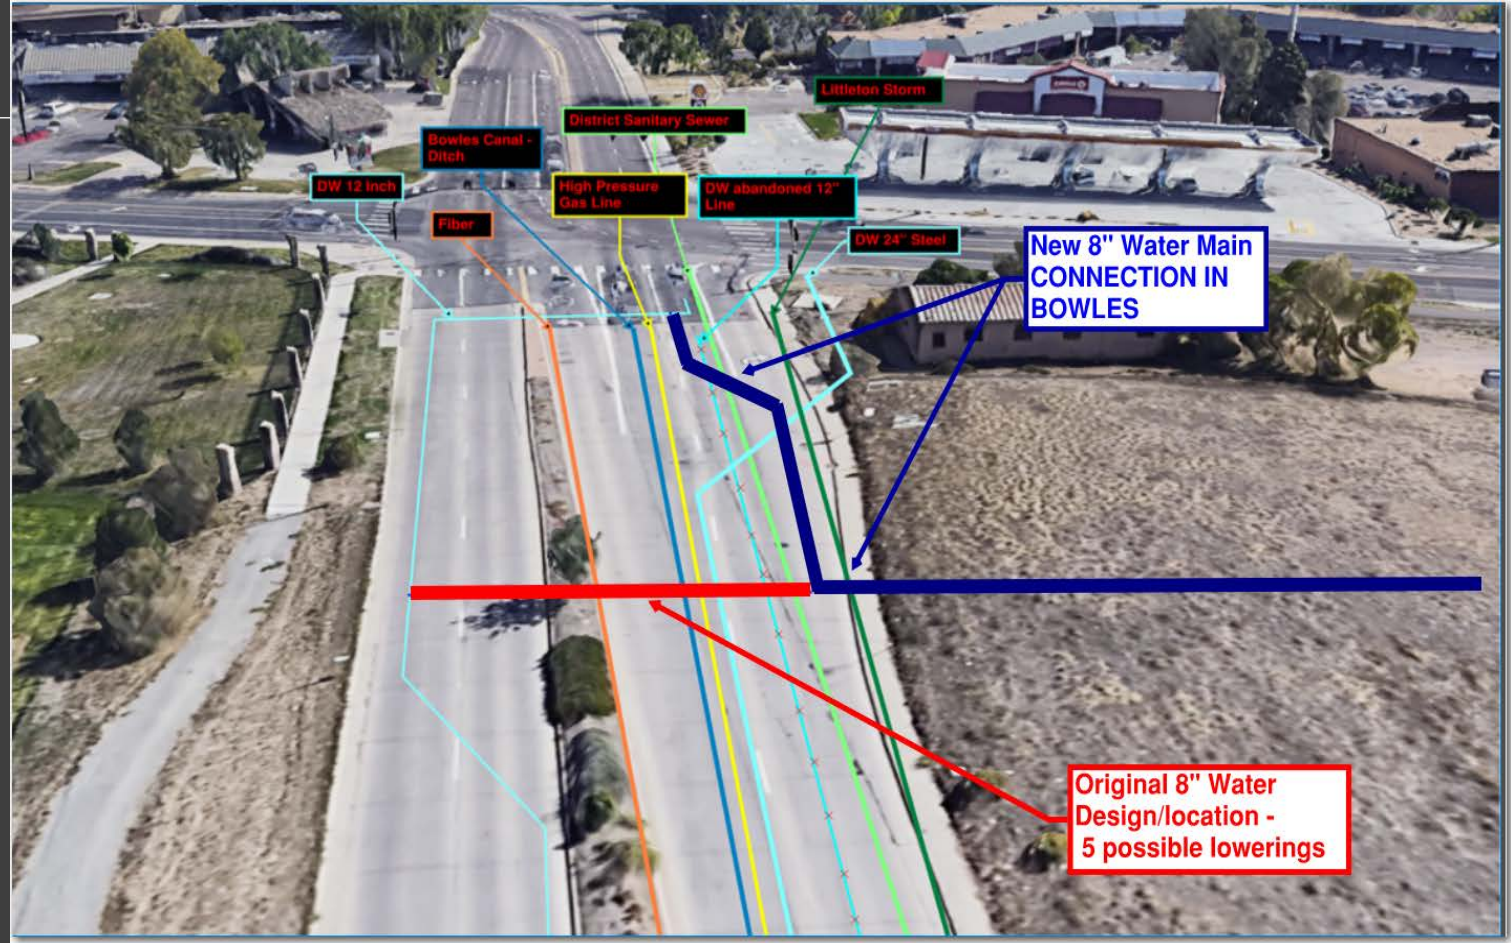 Littleton Storm
District Sanitary Sewer
Bowles Canal -
Ditch
DW 12 Inch
High Pressure
Gas Line
DW abandoned 12"
Line
Fiber
DW 24" Steel
New 8" Water Main
CONNECTION IN
BOWLES
Original 8" Water
Design/location -
5 possible lowerings